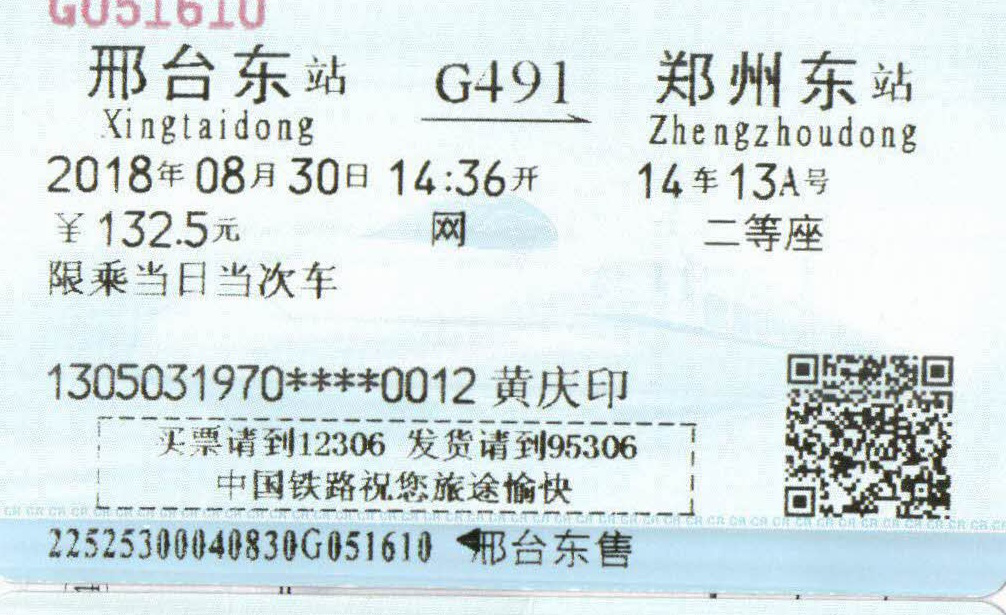 G051610
邢台东站 G491 郑州东站
Xingtaidong Zhengzhoudong
2018年08月30日 14:36开 14车13A号
￥132.5元 网 二等座
限乘当日当次车
1305031970****0012 黄庆印
买票请到12306 发货请到95306
中国铁路祝您旅途愉快
22525300040830G051610 邢台东售